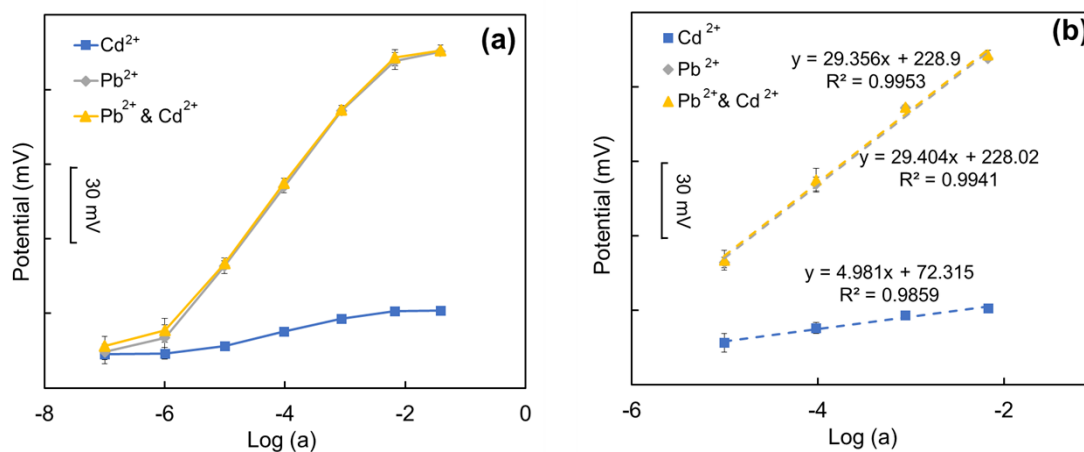 (a)
Cd²⁺
Pb²⁺
Pb²⁺ & Cd²⁺
Potential (mV)
30 mV
-8
-6
-4
-2
0
Log (a)
(b)
Cd ²⁺
Pb ²⁺
Pb²⁺& Cd²⁺
y = 29.356x + 228.9
R² = 0.9953
y = 29.404x + 228.02
R² = 0.9941
y = 4.981x + 72.315
R² = 0.9859
Potential (mV)
30 mV
-6
-4
-2
Log (a)